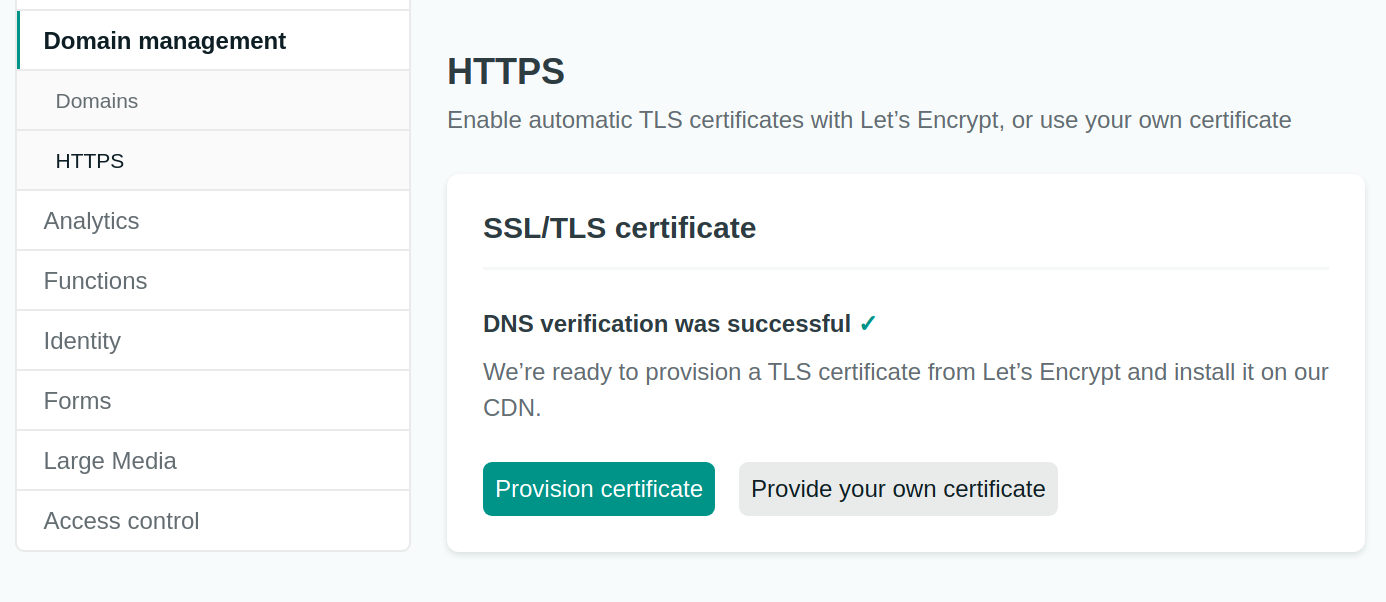 Domain management
Domains
HTTPS
Analytics
Functions
Identity
Forms
Large Media
Access control
HTTPS
Enable automatic TLS certificates with Let’s Encrypt, or use your own certificate
SSL/TLS certificate
DNS verification was successful ✓
We’re ready to provision a TLS certificate from Let’s Encrypt and install it on our
CDN.
Provision certificate
Provide your own certificate